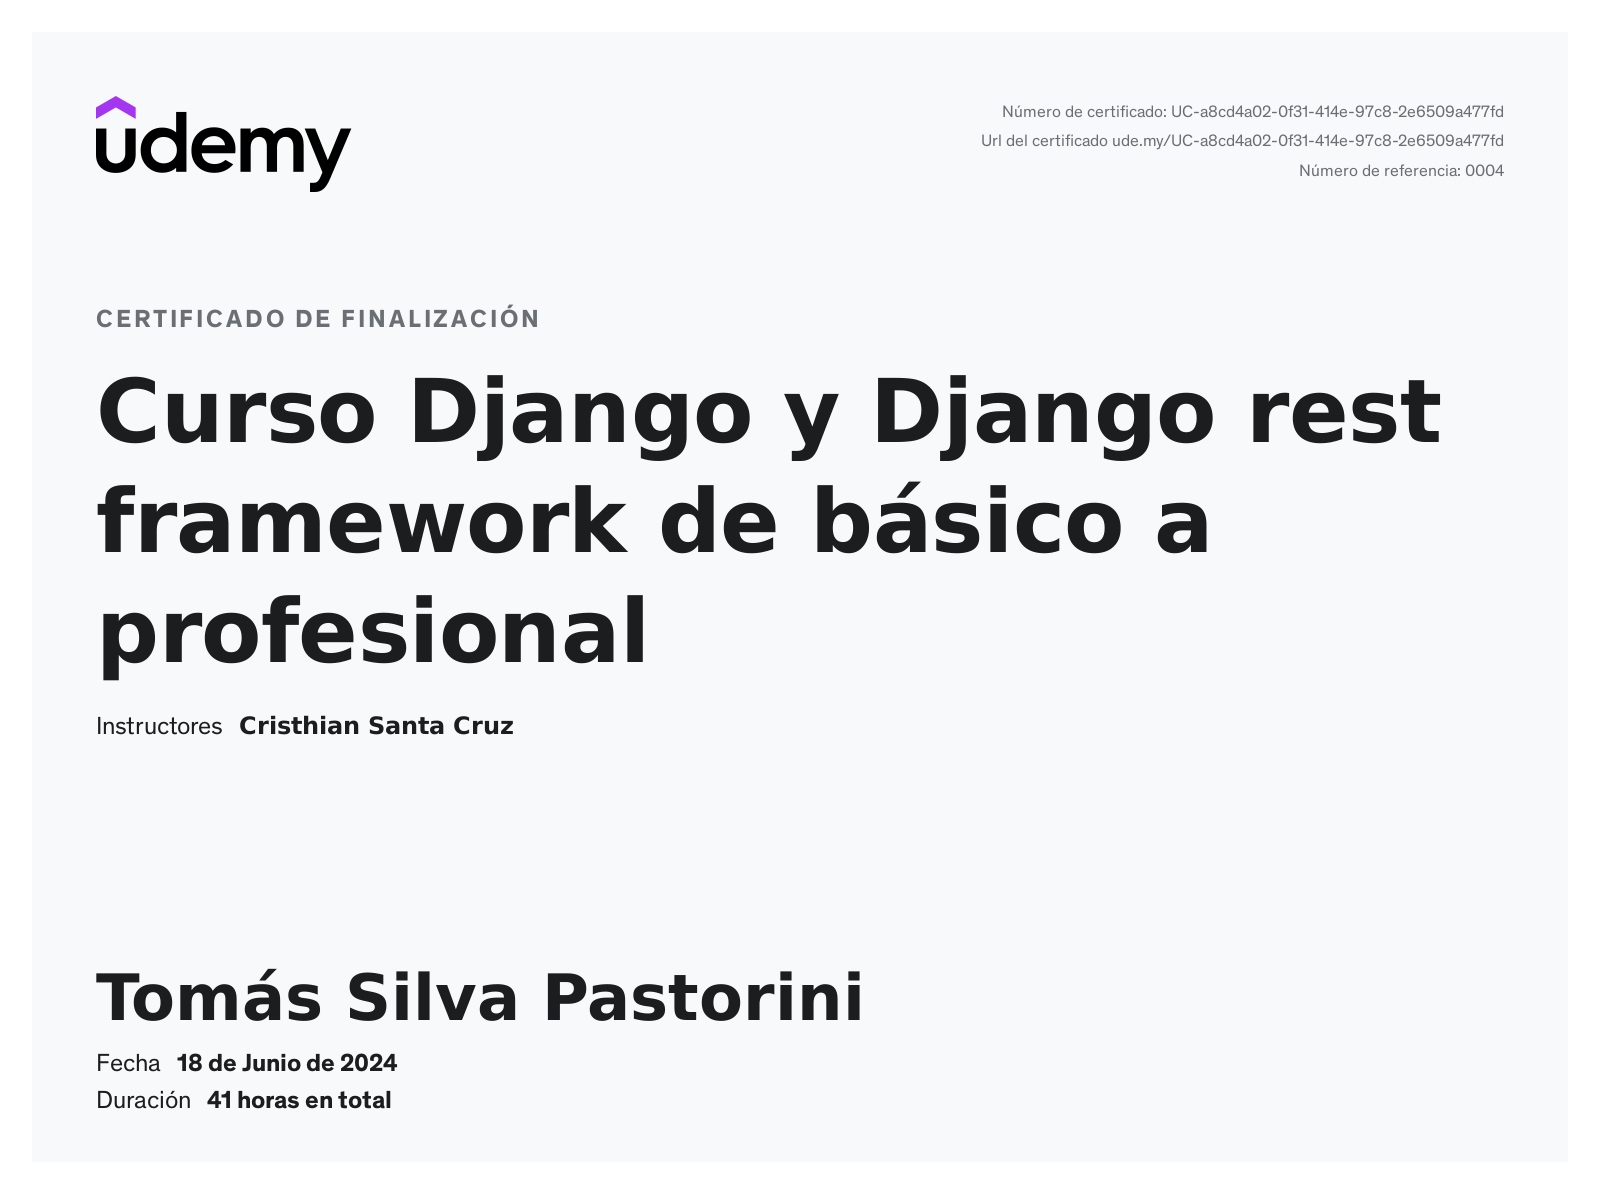 udemy
Número de certificado: UC-a8cd4a02-0f31-414e-97c8-2e6509a477fd
Url del certificado ude.my/UC-a8cd4a02-0f31-414e-97c8-2e6509a477fd
Número de referencia: 0004
CERTIFICADO DE FINALIZACIÓN
Curso Django y Django rest
framework de básico a
profesional
Instructores Cristhian Santa Cruz
Tomás Silva Pastorini
Fecha 18 de Junio de 2024
Duración 41 horas en total